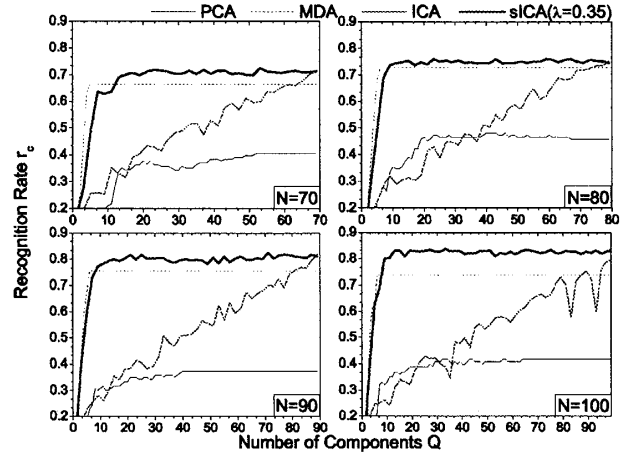 PCA MDA ICA sICA(λ=0.35)
Recognition Rate r_c
0.9
0.8
0.7
0.6
0.5
0.4
0.3
0.2
0 10 20 30 40 50 60 70
N=70
0.9
0.8
0.7
0.6
0.5
0.4
0.3
0.2
0 10 20 30 40 50 60 70 80
N=80
0.9
0.8
0.7
0.6
0.5
0.4
0.3
0.2
0 10 20 30 40 50 60 70 80 90
N=90
0.9
0.8
0.7
0.6
0.5
0.4
0.3
0.2
0 10 20 30 40 50 60 70 80 90
N=100
Number of Components Q